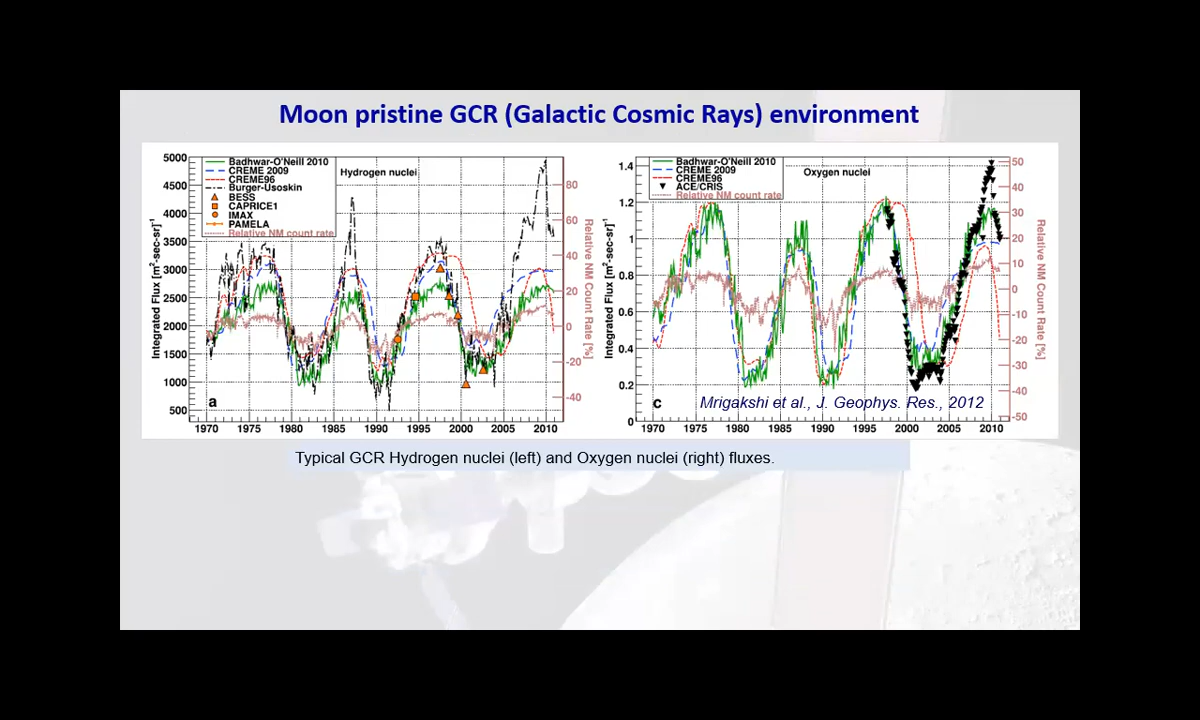 Moon pristine GCR (Galactic Cosmic Rays) environment
Integrated Flux [m²-sec-sr]⁻¹
5000
4500
4000
3500
3000
2500
2000
1500
1000
500
Badhwar-O'Neill 2010
CREME 2009
CREME96
Burger-Usoskin
BESS
CAPRICE1
IMAX
PAMELA
Relative NM count rate
Hydrogen nuclei
a
80
60
40
20
0
-20
-40
Relative NM Count Rate [%]
1970 1975 1980 1985 1990 1995 2000 2005 2010
Integrated Flux [m²-sec-sr]⁻¹
1.4
1.2
1
0.8
0.6
0.4
0.2
0
Badhwar-O'Neill 2010
CREME 2009
CREME96
ACE/CRIS
Relative NM count rate
Oxygen nuclei
c
Mrigakshi et al., J. Geophys. Res., 2012
50
40
30
20
10
0
-10
-20
-30
-40
-50
Relative NM Count Rate [%]
1970 1975 1980 1985 1990 1995 2000 2005 2010
Typical GCR Hydrogen nuclei (left) and Oxygen nuclei (right) fluxes.